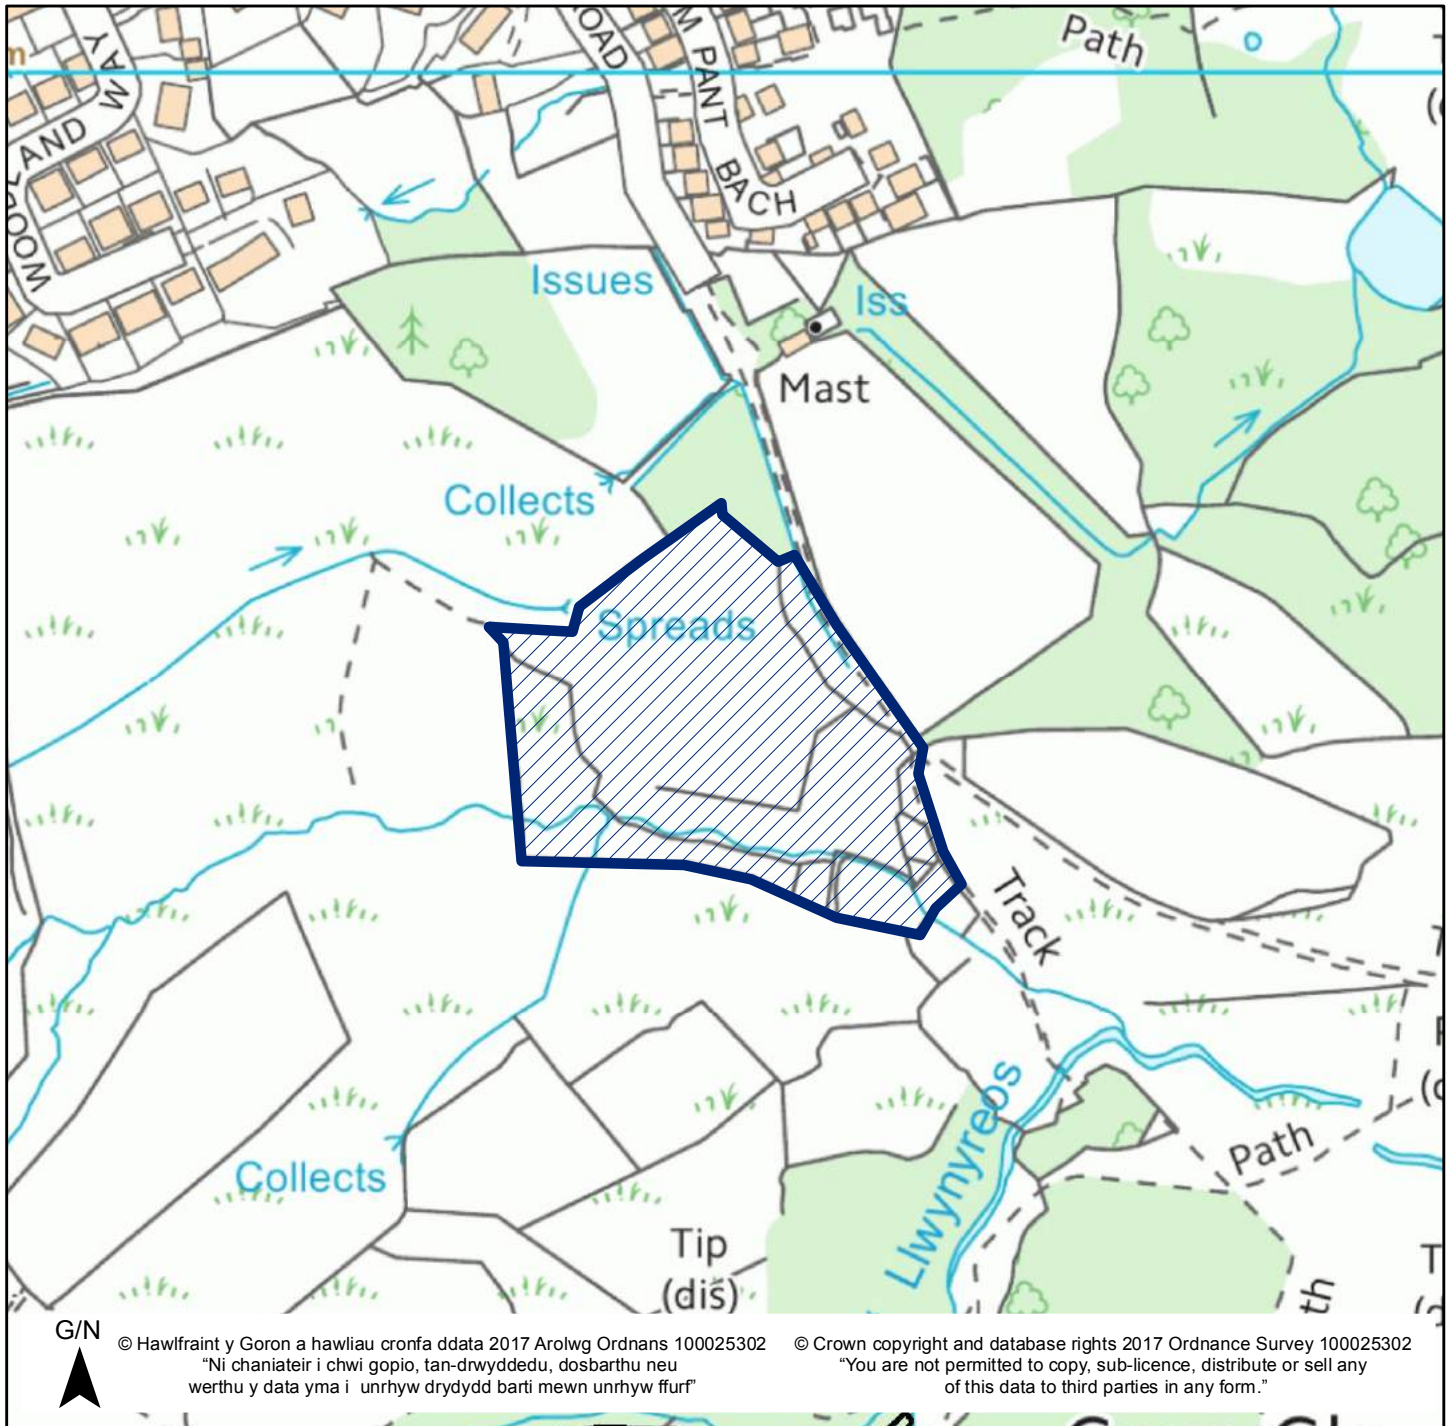 Path
WOODLAND WAY
ROAD
M PANT
BACH
Issues
Iss
Mast
Collects
Spreads
Track
Path
Collects
Llwynyreos
Tip
(dis)
G/N
© Hawlfraint y Goron a hawliau cronfa ddata 2017 Arolwg Ordnans 100025302
“Ni chaniateir i chwi gopio, tan-drwyddedu, dosbarthu neu
werthu y data yma i unrhyw drydydd barti mewn unrhyw ffurf”
© Crown copyright and database rights 2017 Ordnance Survey 100025302
“You are not permitted to copy, sub-licence, distribute or sell any
of this data to third parties in any form.”